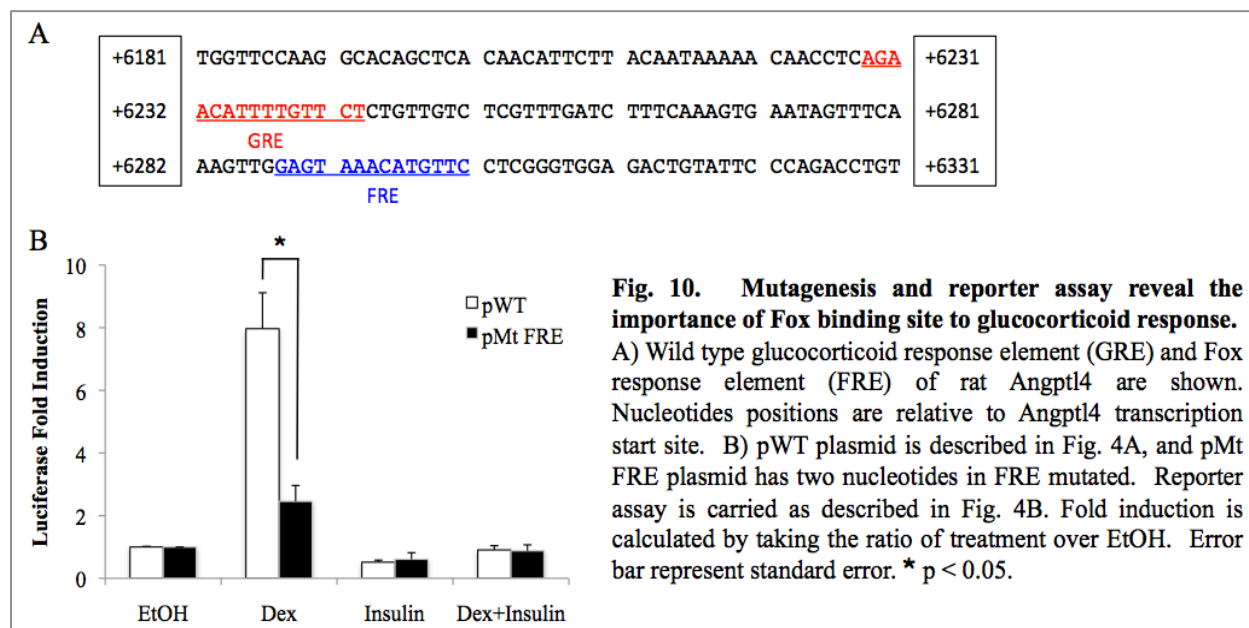 A
+6181 TGGTTCCAAG GCACAGCTCA CAACATTCTT ACAATAAAAA CAACCTCAGA +6231
+6232 ACATTTTGTT CTCTGTTGTC TCGTTTGATC TTTCAAAGTG AATAGTTTCA +6281
GRE
+6282 AAGTTGGAGT AAACATGTTC CTCGGGTGGA GACTGTATTC CCAGACCTGT +6331
FRE
B
*
10
8
6
4
2
0
Luciferase Fold Induction
pWT
pMt FRE
EtOH Dex Insulin Dex+Insulin
Fig. 10. Mutagenesis and reporter assay reveal the
importance of Fox binding site to glucocorticoid response.
A) Wild type glucocorticoid response element (GRE) and Fox
response element (FRE) of rat Angptl4 are shown.
Nucleotides positions are relative to Angptl4 transcription
start site. B) pWT plasmid is described in Fig. 4A, and pMt
FRE plasmid has two nucleotides in FRE mutated. Reporter
assay is carried as described in Fig. 4B. Fold induction is
calculated by taking the ratio of treatment over EtOH. Error
bar represent standard error. * p < 0.05.